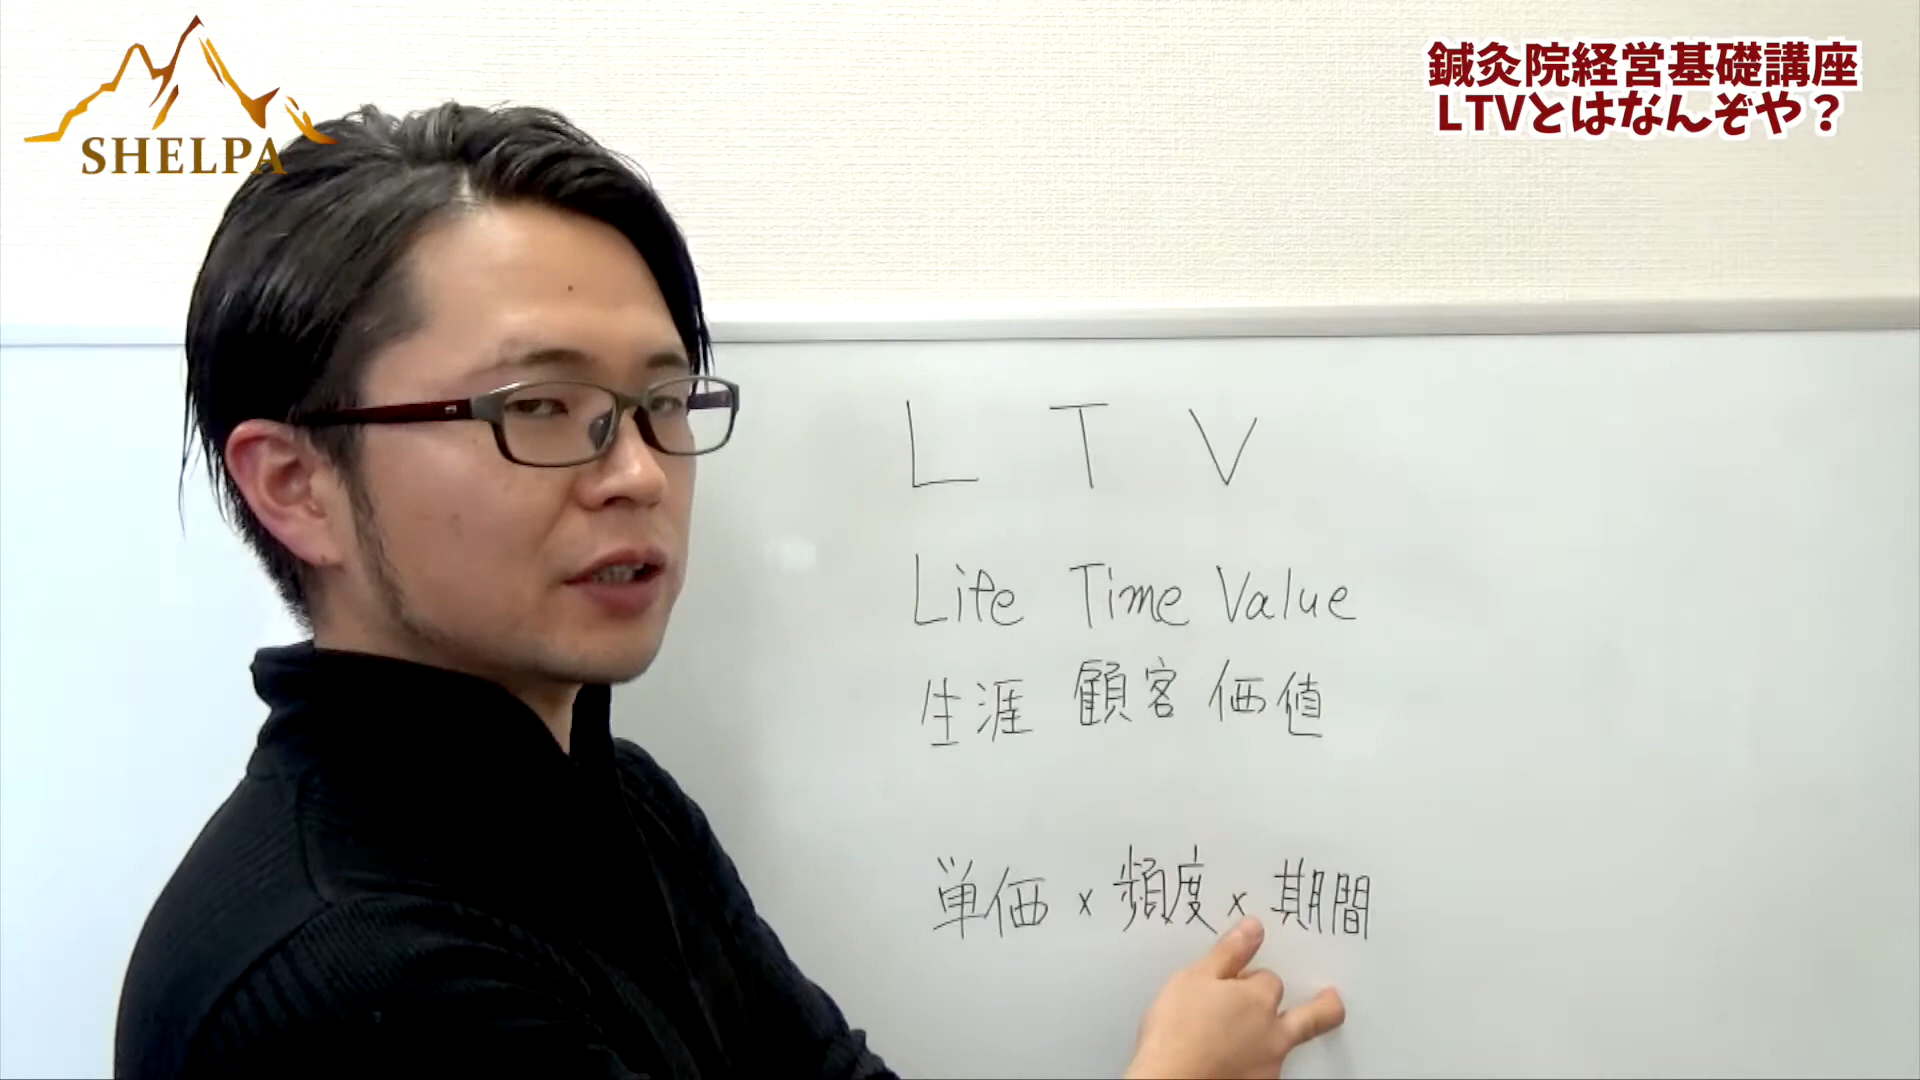 SHELPA
鍼灸院経営基礎講座
LTVとはなんぞや？
L T V
Life Time Value
生涯 顧客 価値
単価 × 頻度 × 期間